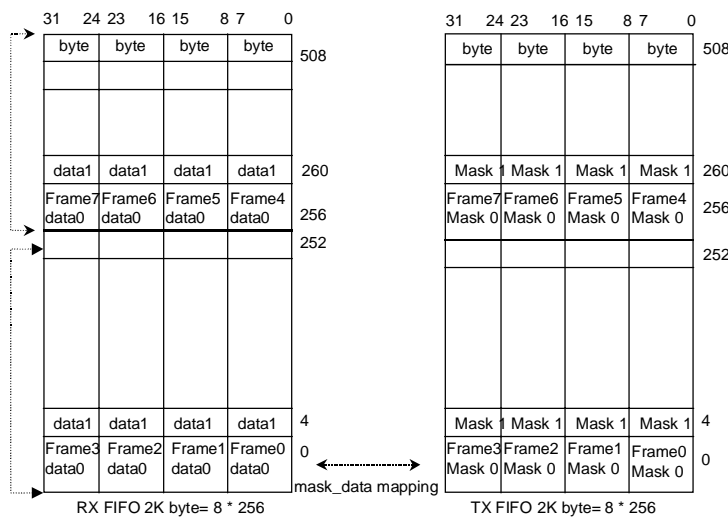 31 24 23 16 15 8 7 0
byte byte byte byte 508
data1 data1 data1 data1 260
Frame7 Frame6 Frame5 Frame4
data0 data0 data0 data0 256
252
data1 data1 data1 data1 4
Frame3 Frame2 Frame1 Frame0 0
data0 data0 data0 data0
RX FIFO 2K byte= 8 * 256
mask_data mapping
31 24 23 16 15 8 7 0
byte byte byte byte 508
Mask 1 Mask 1 Mask 1 Mask 1 260
Frame7 Frame6 Frame5 Frame4 256
Mask 0 Mask 0 Mask 0 Mask 0
252
Mask 1 Mask 1 Mask 1 Mask 1 4
Frame3 Frame2 Frame1 Frame0 0
Mask 0 Mask 0 Mask 0 Mask 0
TX FIFO 2K byte= 8 * 256